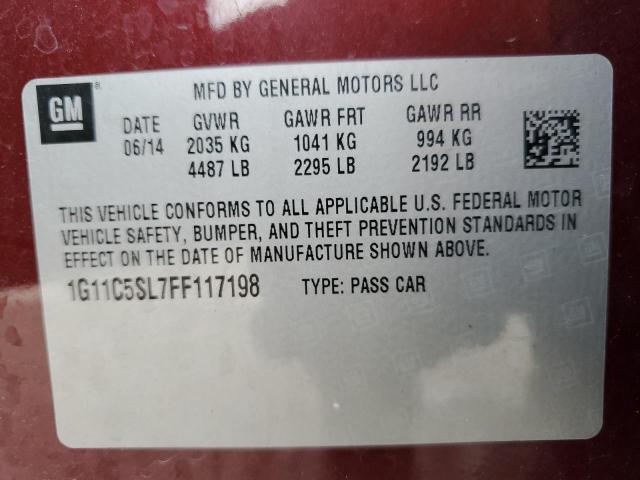 GM
MFD BY GENERAL MOTORS LLC
DATE GVWR GAWR FRT GAWR RR
06/14 2035 KG 1041 KG 994 KG
4487 LB 2295 LB 2192 LB
THIS VEHICLE CONFORMS TO ALL APPLICABLE U.S. FEDERAL MOTOR
VEHICLE SAFETY, BUMPER, AND THEFT PREVENTION STANDARDS IN
EFFECT ON THE DATE OF MANUFACTURE SHOWN ABOVE.
1G11C5SL7FF117198 TYPE: PASS CAR